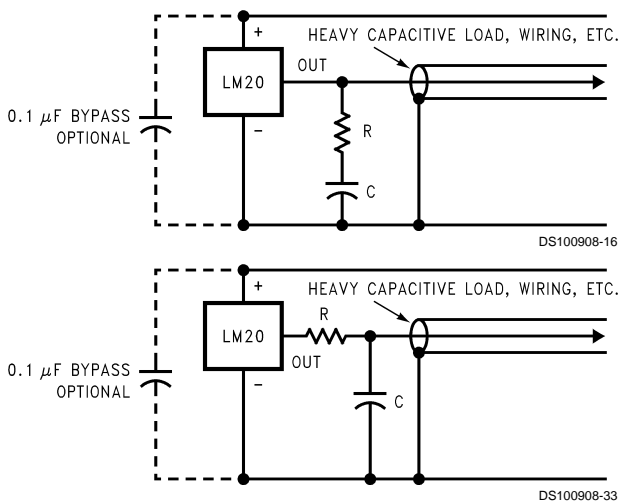 HEAVY CAPACITIVE LOAD, WIRING, ETC.
+
OUT
LM20
0.1 μF BYPASS
OPTIONAL
−
R
C
DS100908-16
HEAVY CAPACITIVE LOAD, WIRING, ETC.
+
R
LM20
OUT
0.1 μF BYPASS
OPTIONAL
−
C
DS100908-33